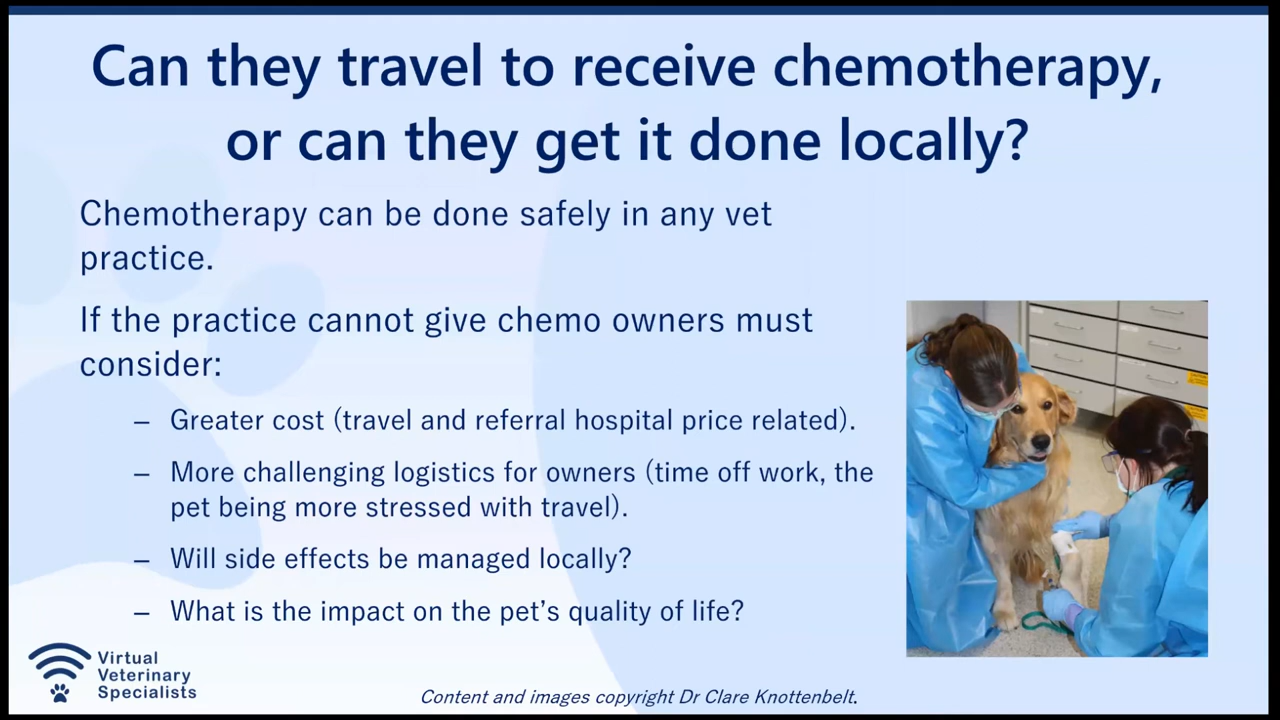 Can they travel to receive chemotherapy,
or can they get it done locally?
Chemotherapy can be done safely in any vet
practice.
If the practice cannot give chemo owners must
consider:
– Greater cost (travel and referral hospital price related).
– More challenging logistics for owners (time off work, the
pet being more stressed with travel).
– Will side effects be managed locally?
– What is the impact on the pet's quality of life?
Virtual
Veterinary
Specialists
Content and images copyright Dr Clare Knottenbelt.